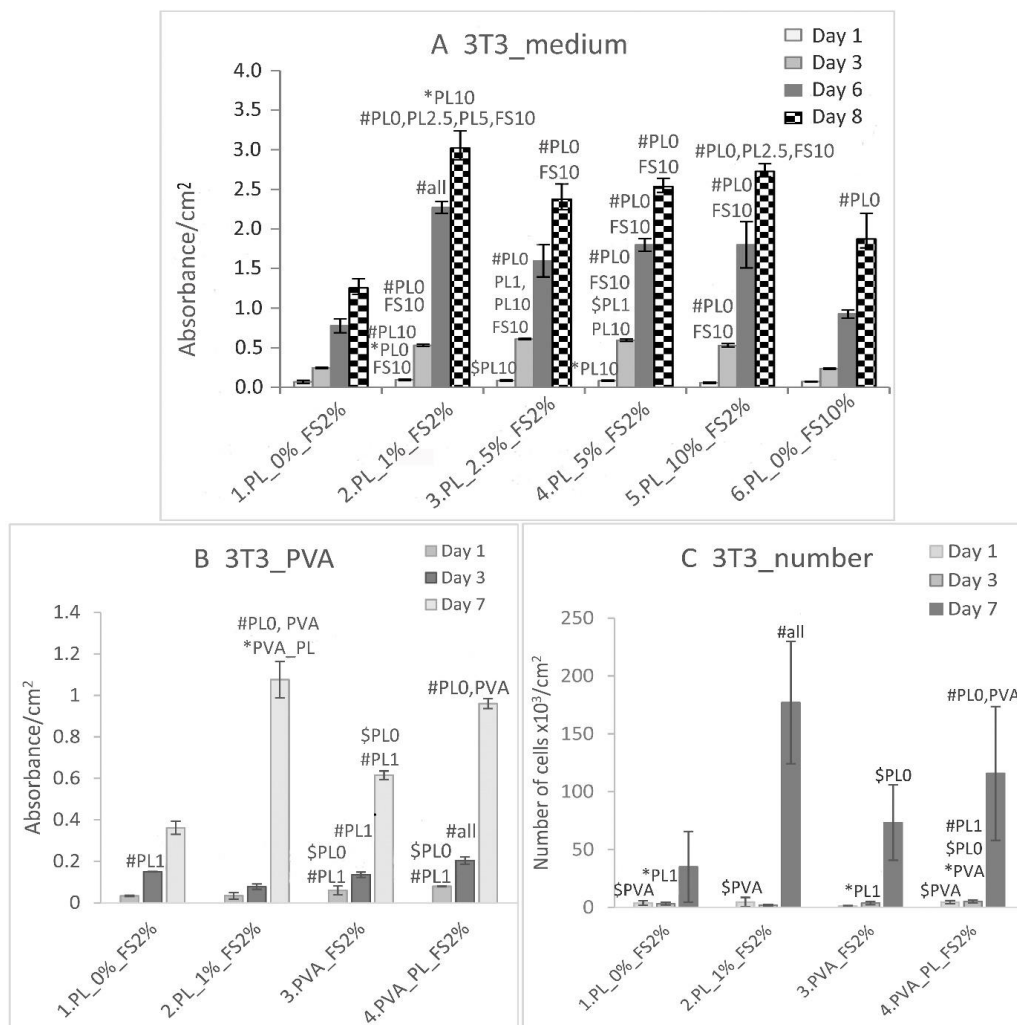 A 3T3_medium
Day 1
Day 3
Day 6
Day 8
Absorbance/cm²
4.0
3.5
3.0
2.5
2.0
1.5
1.0
0.5
0.0
#PL0
FS10
#PL10
*PL0
FS10
#all
*PL10
#PL0,PL2.5,PL5,FS10
$PL10
#PL0
PL1,
PL10
FS10
#PL0
FS10
*PL10
#PL0
FS10
$PL1
PL10
#PL0
FS10
#PL0
FS10
#PL0
FS10
#PL0
FS10
#PL0,PL2.5,FS10
#PL0
1.PL_0%_FS2%
2.PL_1%_FS2%
3.PL_2.5%_FS2%
4.PL_5%_FS2%
5.PL_10%_FS2%
6.PL_0%_FS10%
B 3T3_PVA
Day 1
Day 3
Day 7
Absorbance/cm²
1.4
1.2
1
0.8
0.6
0.4
0.2
0
#PL1
#PL0, PVA
*PVA_PL
$PL0
#PL1
#PL1
$PL0
#PL1
#PL0,PVA
#all
$PL0
#PL1
1.PL_0%_FS2%
2.PL_1%_FS2%
3.PVA_FS2%
4.PVA_PL_FS2%
C 3T3_number
Day 1
Day 3
Day 7
Number of cells x10³/cm²
250
200
150
100
50
0
$PVA
*PL1
$PVA
#all
*PL1
$PL0
$PVA
#PL1
$PL0
*PVA
#PL0,PVA
1.PL_0%_FS2%
2.PL_1%_FS2%
3.PVA_FS2%
4.PVA_PL_FS2%